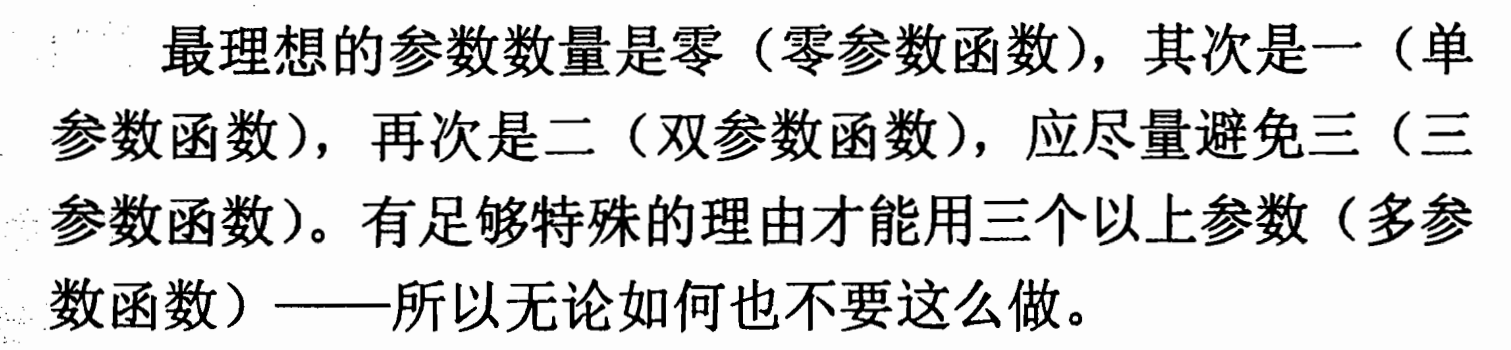 最理想的参数数量是零（零参数函数），其次是一（单
参数函数），再次是二（双参数函数），应尽量避免三（三
参数函数）。有足够特殊的理由才能用三个以上参数（多参
数函数）——所以无论如何也不要这么做。